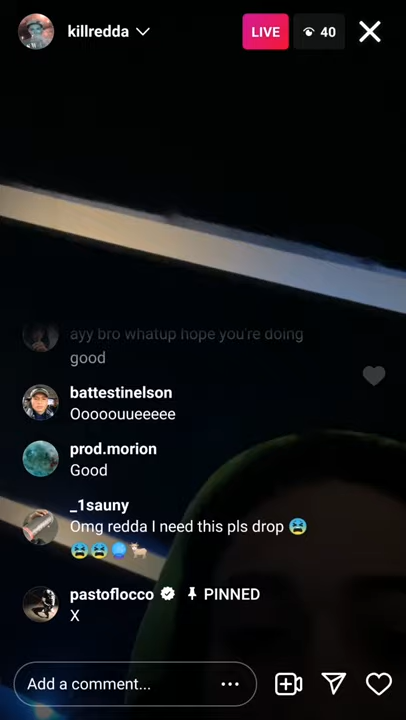 killredda
LIVE
40
ayy bro whatup hope you're doing
good
battestinelson
Ooooouueeeee
prod.morion
Good
_1sauny
Omg redda I need this pls drop 😫
😫😫🔵🐐
pastoflocco PINNED
X
Add a comment...